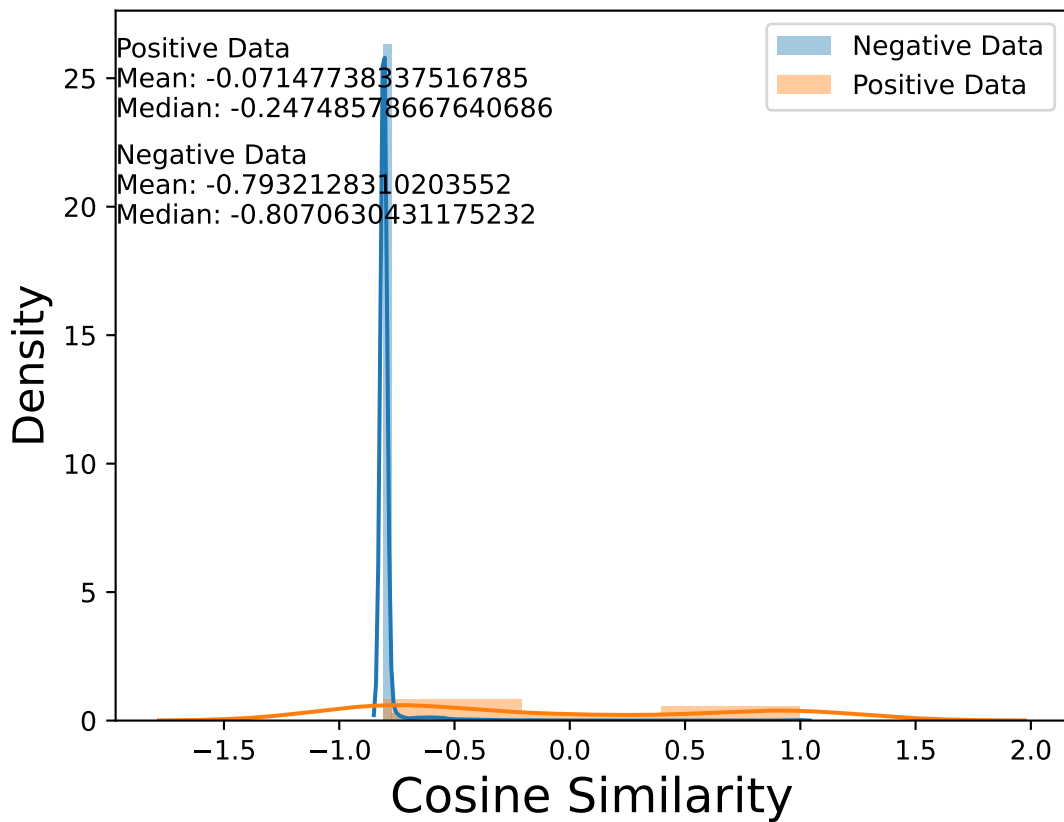 Positive Data
Mean: -0.07147738337516785
Median: -0.24748578667640686
Negative Data
Mean: -0.7932128310203552
Median: -0.8070630431175232
Negative Data
Positive Data
25
20
15
10
5
0
Density
−1.5 −1.0 −0.5 0.0 0.5 1.0 1.5 2.0
Cosine Similarity